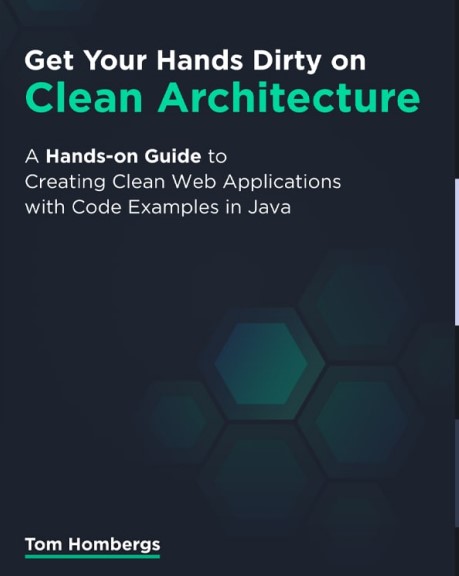 Get Your Hands Dirty on
Clean Architecture
A Hands-on Guide to
Creating Clean Web Applications
with Code Examples in Java
Tom Hombergs